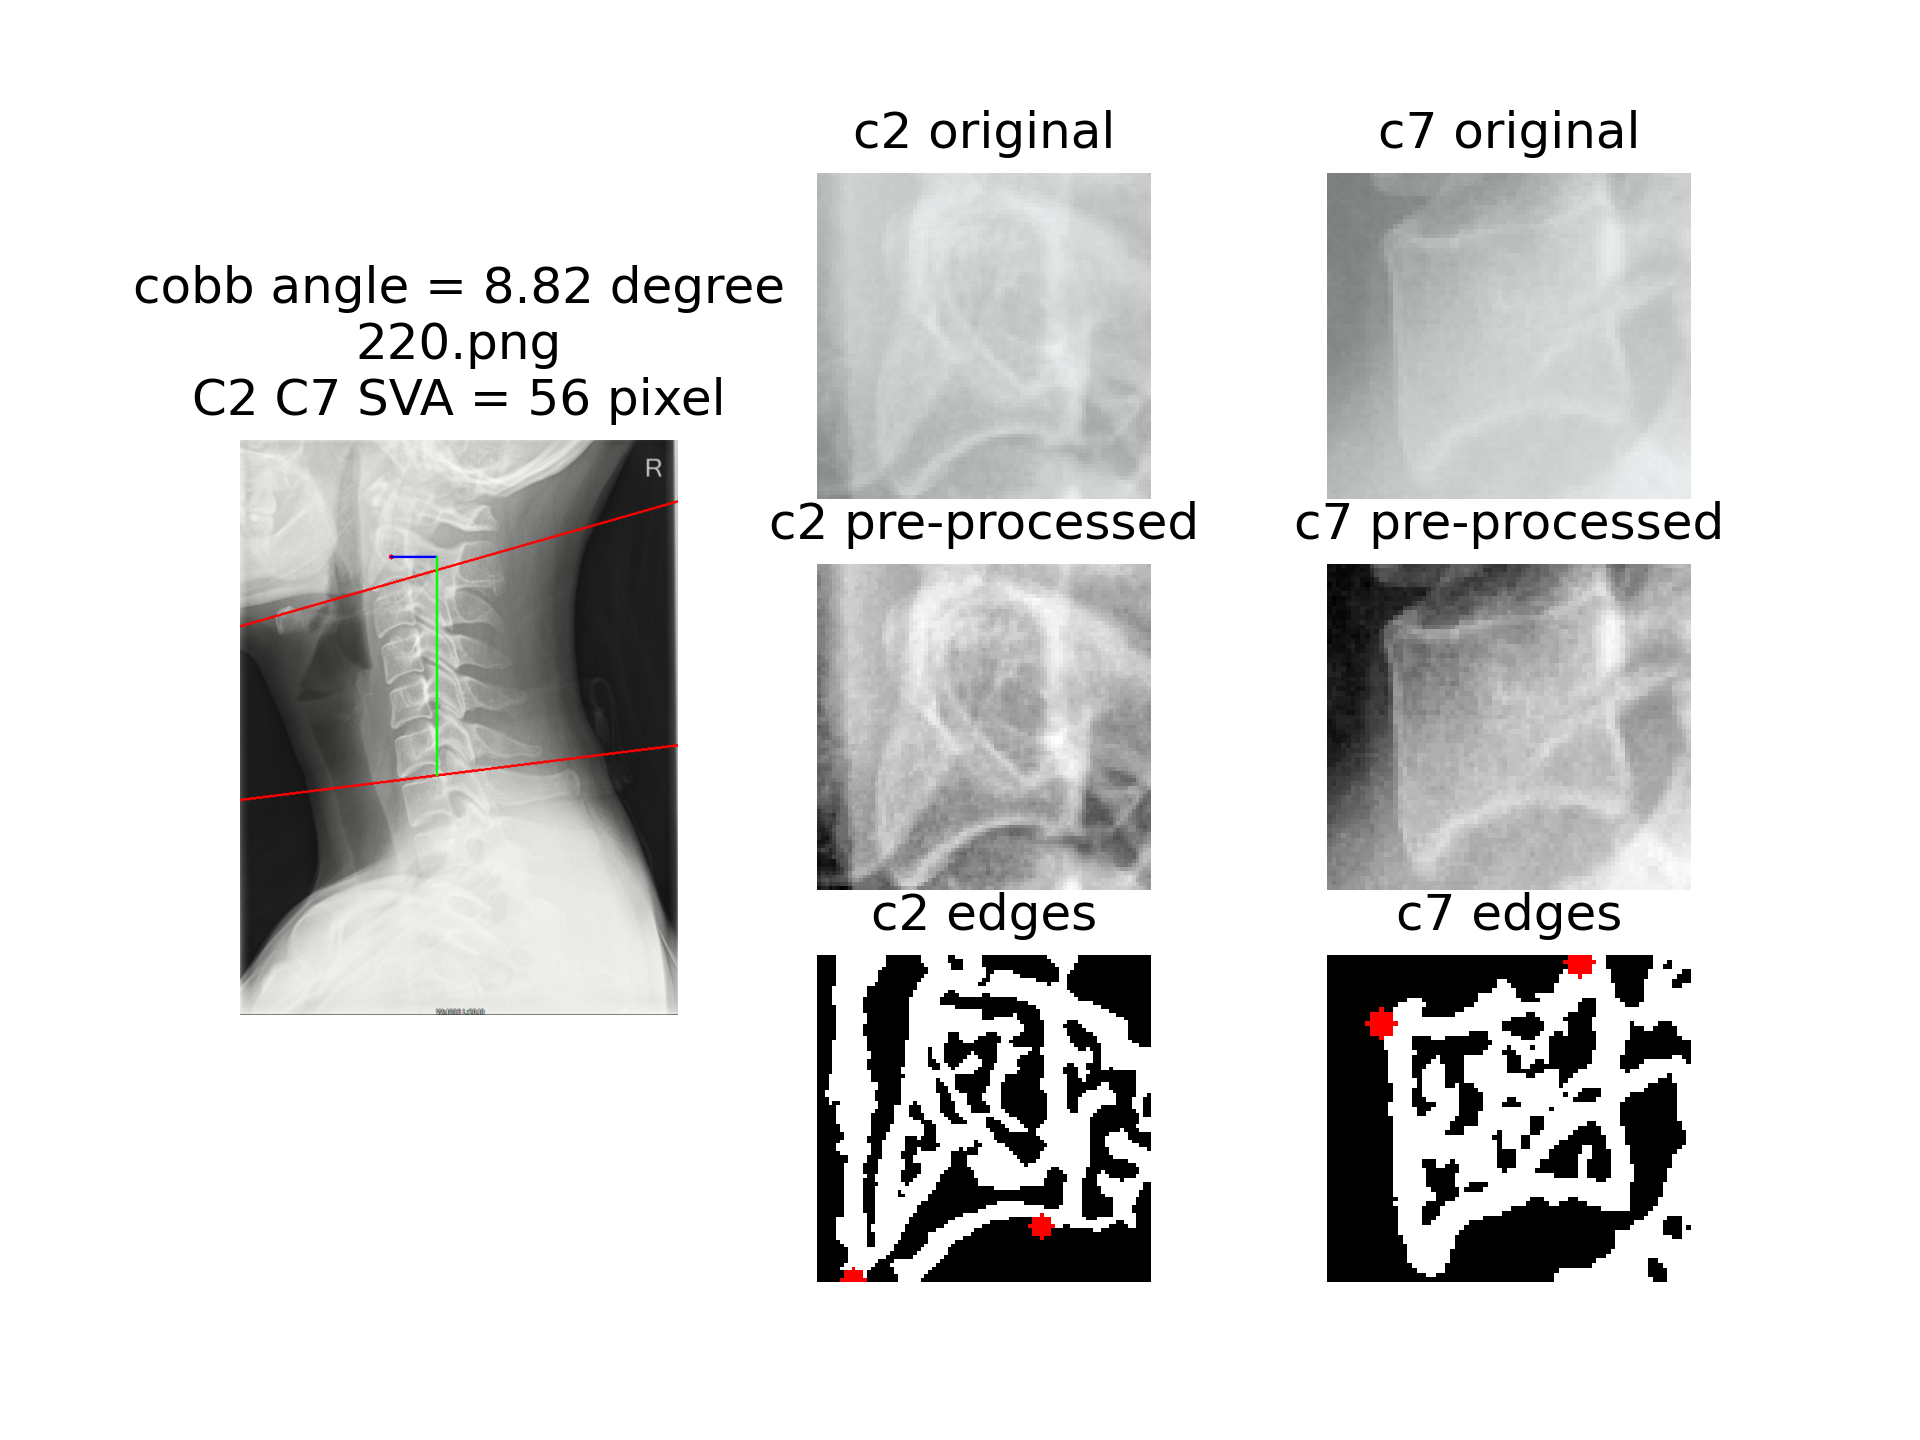 cobb angle = 8.82 degree
220.png
C2 C7 SVA = 56 pixel
R
c2 original
c7 original
c2 pre-processed
c7 pre-processed
c2 edges
c7 edges